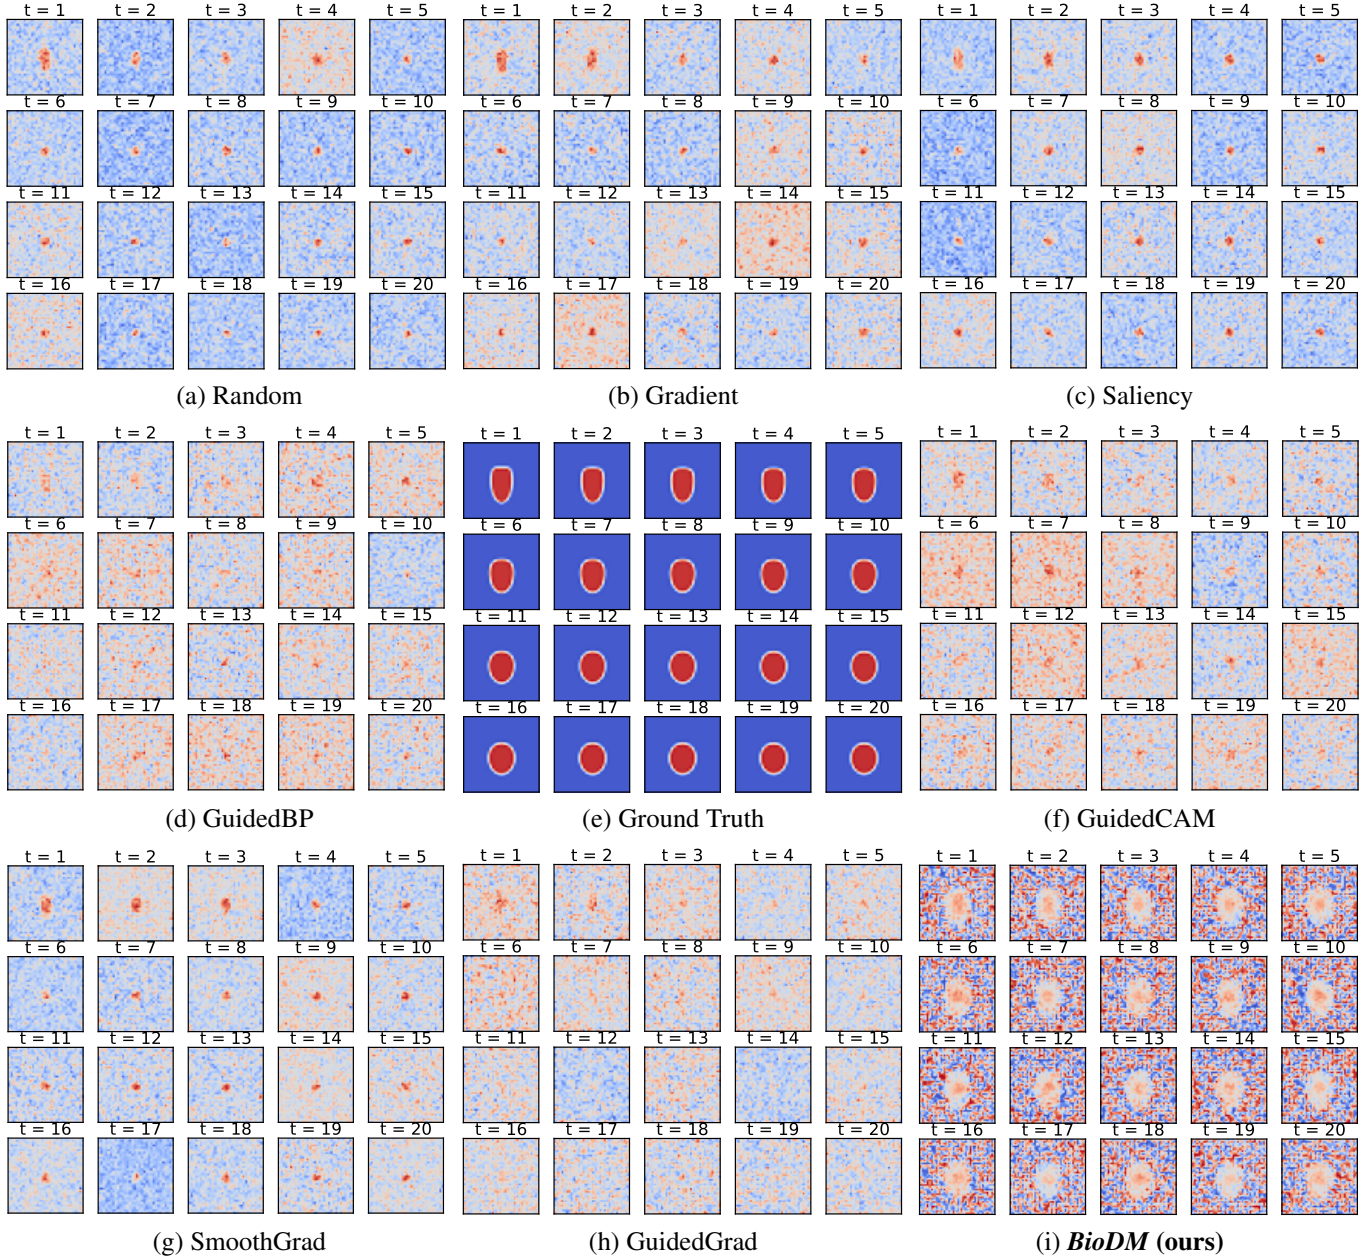 t = 1 t = 2 t = 3 t = 4 t = 5
t = 6 t = 7 t = 8 t = 9 t = 10
t = 11 t = 12 t = 13 t = 14 t = 15
t = 16 t = 17 t = 18 t = 19 t = 20
(a) Random
t = 1 t = 2 t = 3 t = 4 t = 5
t = 6 t = 7 t = 8 t = 9 t = 10
t = 11 t = 12 t = 13 t = 14 t = 15
t = 16 t = 17 t = 18 t = 19 t = 20
(b) Gradient
t = 1 t = 2 t = 3 t = 4 t = 5
t = 6 t = 7 t = 8 t = 9 t = 10
t = 11 t = 12 t = 13 t = 14 t = 15
t = 16 t = 17 t = 18 t = 19 t = 20
(c) Saliency
t = 1 t = 2 t = 3 t = 4 t = 5
t = 6 t = 7 t = 8 t = 9 t = 10
t = 11 t = 12 t = 13 t = 14 t = 15
t = 16 t = 17 t = 18 t = 19 t = 20
(d) GuidedBP
t = 1 t = 2 t = 3 t = 4 t = 5
t = 6 t = 7 t = 8 t = 9 t = 10
t = 11 t = 12 t = 13 t = 14 t = 15
t = 16 t = 17 t = 18 t = 19 t = 20
(e) Ground Truth
t = 1 t = 2 t = 3 t = 4 t = 5
t = 6 t = 7 t = 8 t = 9 t = 10
t = 11 t = 12 t = 13 t = 14 t = 15
t = 16 t = 17 t = 18 t = 19 t = 20
(f) GuidedCAM
t = 1 t = 2 t = 3 t = 4 t = 5
t = 6 t = 7 t = 8 t = 9 t = 10
t = 11 t = 12 t = 13 t = 14 t = 15
t = 16 t = 17 t = 18 t = 19 t = 20
(g) SmoothGrad
t = 1 t = 2 t = 3 t = 4 t = 5
t = 6 t = 7 t = 8 t = 9 t = 10
t = 11 t = 12 t = 13 t = 14 t = 15
t = 16 t = 17 t = 18 t = 19 t = 20
(h) GuidedGrad
t = 1 t = 2 t = 3 t = 4 t = 5
t = 6 t = 7 t = 8 t = 9 t = 10
t = 11 t = 12 t = 13 t = 14 t = 15
t = 16 t = 17 t = 18 t = 19 t = 20
(i) BioDM (ours)